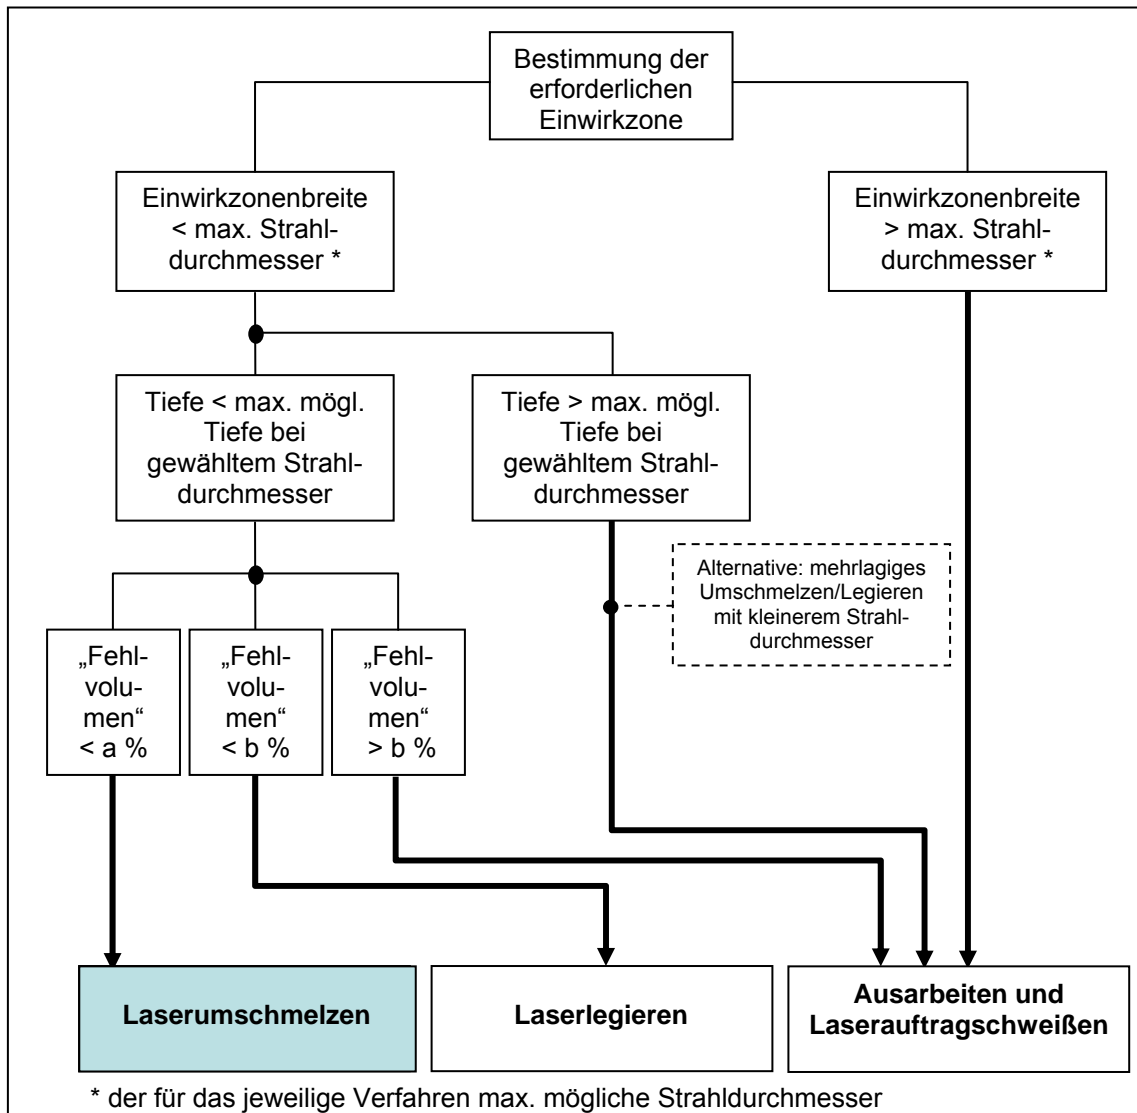 Bestimmung der
erforderlichen
Einwirkzone
Einwirkzonenbreite
< max. Strahl-
durchmesser *
Einwirkzonenbreite
> max. Strahl-
durchmesser *
Tiefe < max. mögl.
Tiefe bei
gewähltem Strahl-
durchmesser
Tiefe > max. mögl.
Tiefe bei
gewähltem Strahl-
durchmesser
Alternative: mehrlagiges
Umschmelzen/Legieren
mit kleinerem Strahl-
durchmesser
„Fehl-
volu-
men“
< a %
„Fehl-
volu-
men“
< b %
„Fehl-
volu-
men“
> b %
Laserumschmelzen
Laserlegieren
Ausarbeiten und
Laserauftragschweißen
* der für das jeweilige Verfahren max. mögliche Strahldurchmesser